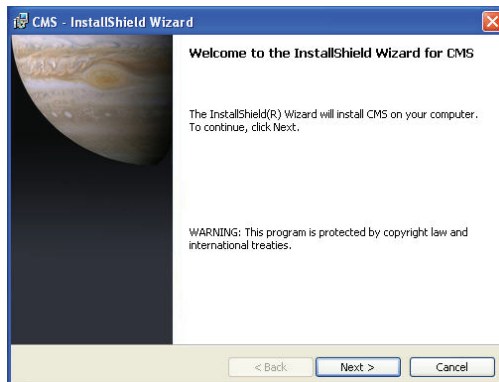 CMS - InstallShield Wizard
Welcome to the InstallShield Wizard for CMS
The InstallShield(R) Wizard will install CMS on your computer.
To continue, click Next.
WARNING: This program is protected by copyright law and
international treaties.
< Back
Next >
Cancel